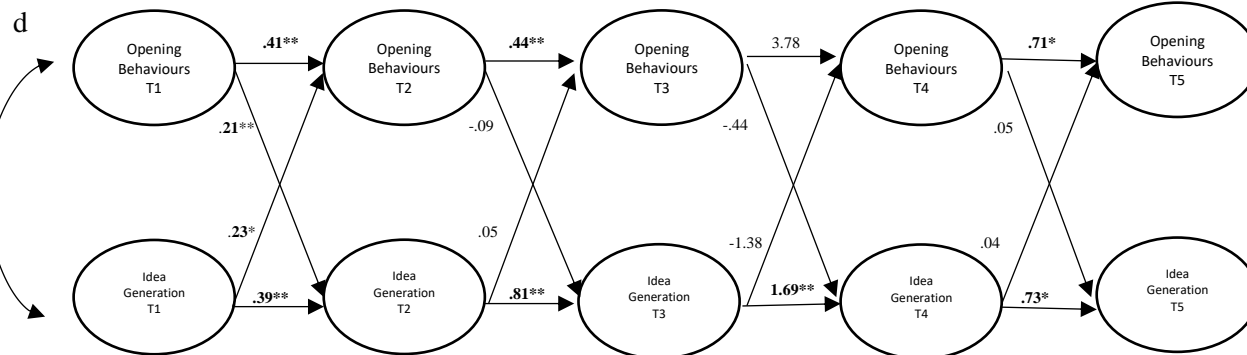 d
Opening
Behaviours
T1
.41**
Opening
Behaviours
T2
.44**
Opening
Behaviours
T3
3.78
Opening
Behaviours
T4
.71*
Opening
Behaviours
T5
.21**
-.09
-.44
.05
.23*
.05
-1.38
.04
Idea
Generation
T1
.39**
Idea
Generation
T2
.81**
Idea
Generation
T3
1.69**
Idea
Generation
T4
.73*
Idea
Generation
T5